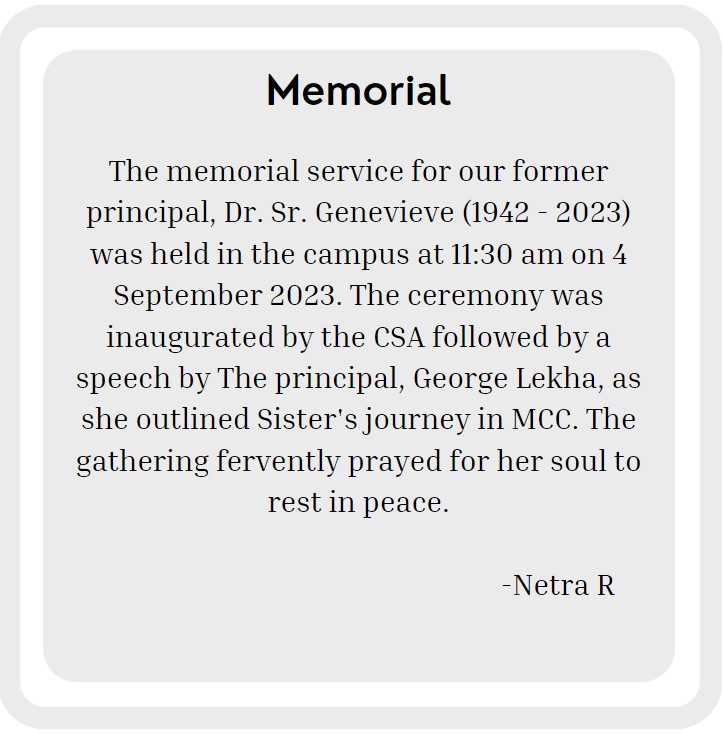 Memorial
The memorial service for our former
principal, Dr. Sr. Genevieve (1942 - 2023)
was held in the campus at 11:30 am on 4
September 2023. The ceremony was
inaugurated by the CSA followed by a
speech by The principal, George Lekha, as
she outlined Sister's journey in MCC. The
gathering fervently prayed for her soul to
rest in peace.
-Netra R